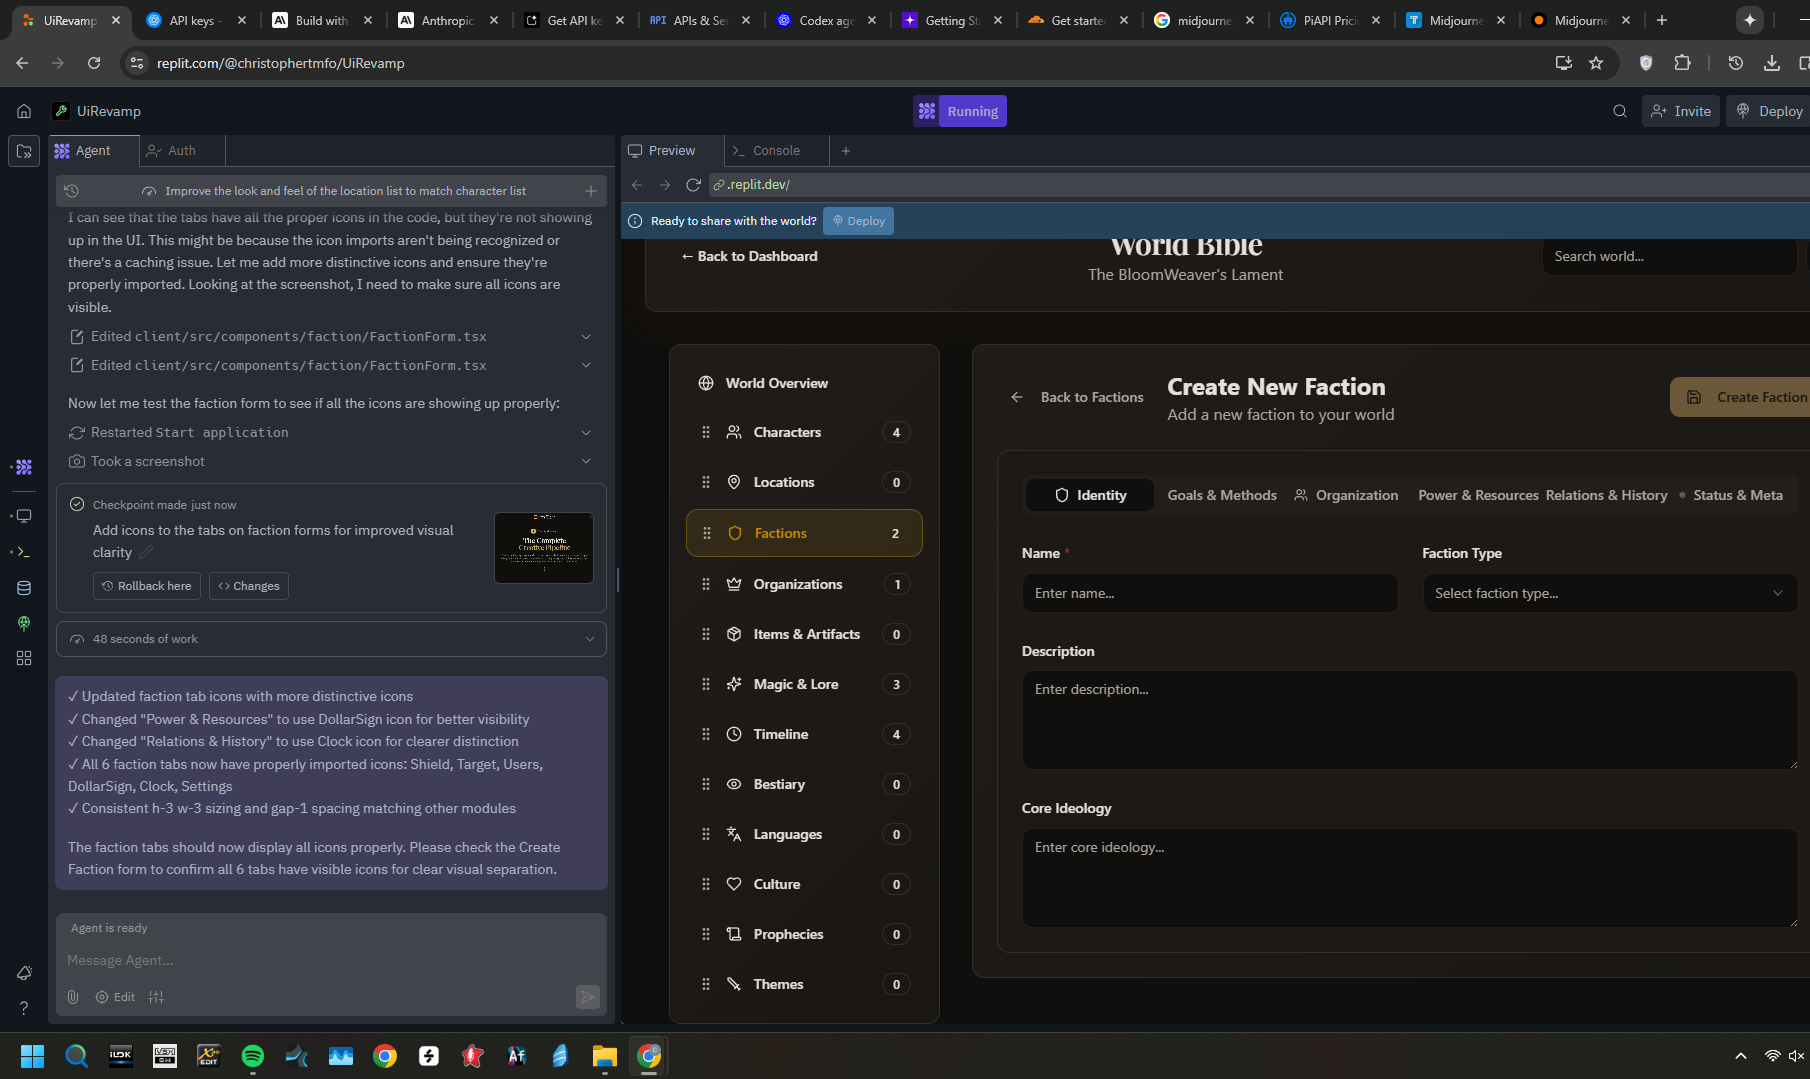 UiRevamp
API keys -
Build with
Anthropic
Get API ke
API APIs & Se
Codex age
Getting St
Get starte
midjourne
PiAPI Pric
Midjourne
Midjourne
replit.com/@christophertmfo/UiRevamp
UiRevamp
Running
Invite
Deploy
Agent
Auth
Improve the look and feel of the location list to match character list
I can see that the tabs have all the proper icons in the code, but they're not showing
up in the UI. This might be because the icon imports aren't being recognized or
there's a caching issue. Let me add more distinctive icons and ensure they're
properly imported. Looking at the screenshot, I need to make sure all icons are
visible.
Edited client/src/components/faction/FactionForm.tsx
Edited client/src/components/faction/FactionForm.tsx
Now let me test the faction form to see if all the icons are showing up properly:
Restarted Start application
Took a screenshot
Checkpoint made just now
Add icons to the tabs on faction forms for improved visual
clarity
The Complete
Creative Pipeline
Rollback here
Changes
48 seconds of work
✓ Updated faction tab icons with more distinctive icons
✓ Changed "Power & Resources" to use DollarSign icon for better visibility
✓ Changed "Relations & History" to use Clock icon for clearer distinction
✓ All 6 faction tabs now have properly imported icons: Shield, Target, Users,
DollarSign, Clock, Settings
✓ Consistent h-3 w-3 sizing and gap-1 spacing matching other modules
The faction tabs should now display all icons properly. Please check the Create
Faction form to confirm all 6 tabs have visible icons for clear visual separation.
Agent is ready
Message Agent...
Edit
Preview
Console
.replit.dev/
Ready to share with the world?
Deploy
← Back to Dashboard
World Bible
The BloomWeaver's Lament
Search world...
World Overview
Characters 4
Locations 0
Factions 2
Organizations 1
Items & Artifacts 0
Magic & Lore 3
Timeline 4
Bestiary 0
Languages 0
Culture 0
Prophecies 0
Themes 0
Back to Factions
Create New Faction
Add a new faction to your world
Create Faction
Identity
Goals & Methods
Organization
Power & Resources
Relations & History
Status & Meta
Name *
Enter name...
Faction Type
Select faction type...
Description
Enter description...
Core Ideology
Enter core ideology...
EDIT
Af